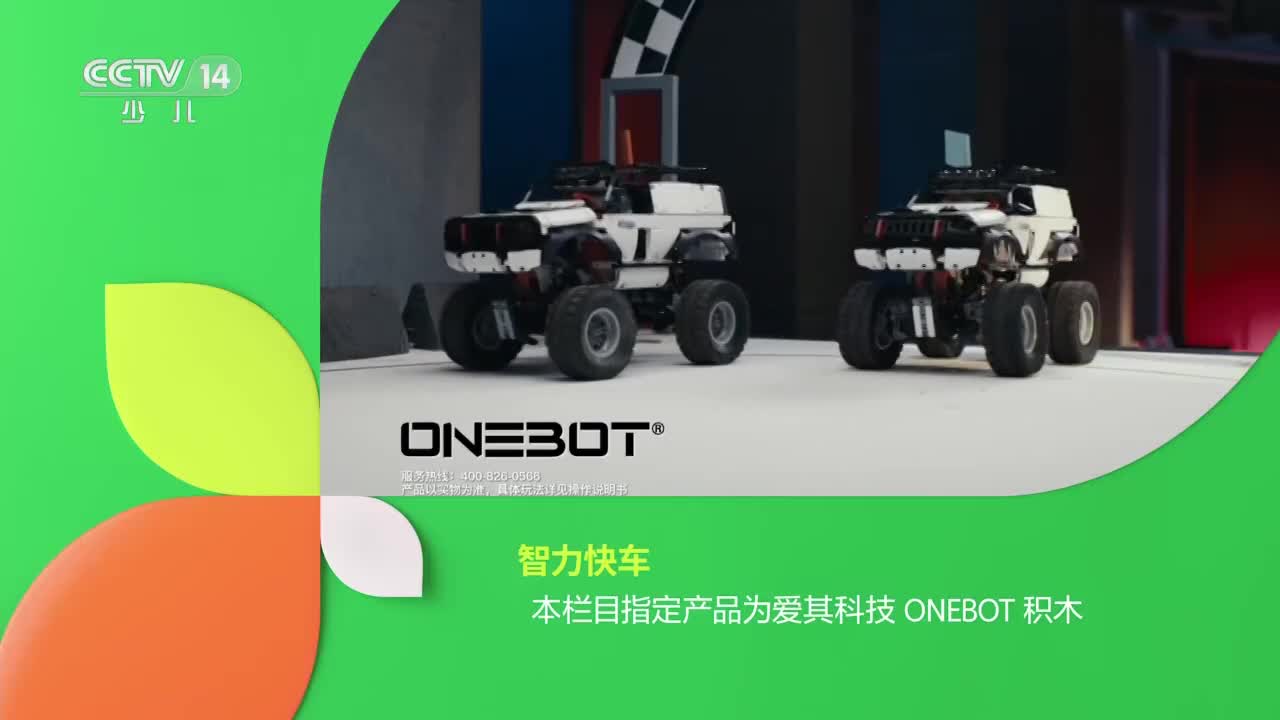 CCTV 14
少儿
ONEBOT®
服务热线：400-826-0568
产品以实物为准，具体玩法详见操作说明书
智力快车
本栏目指定产品为爱其科技 ONEBOT 积木